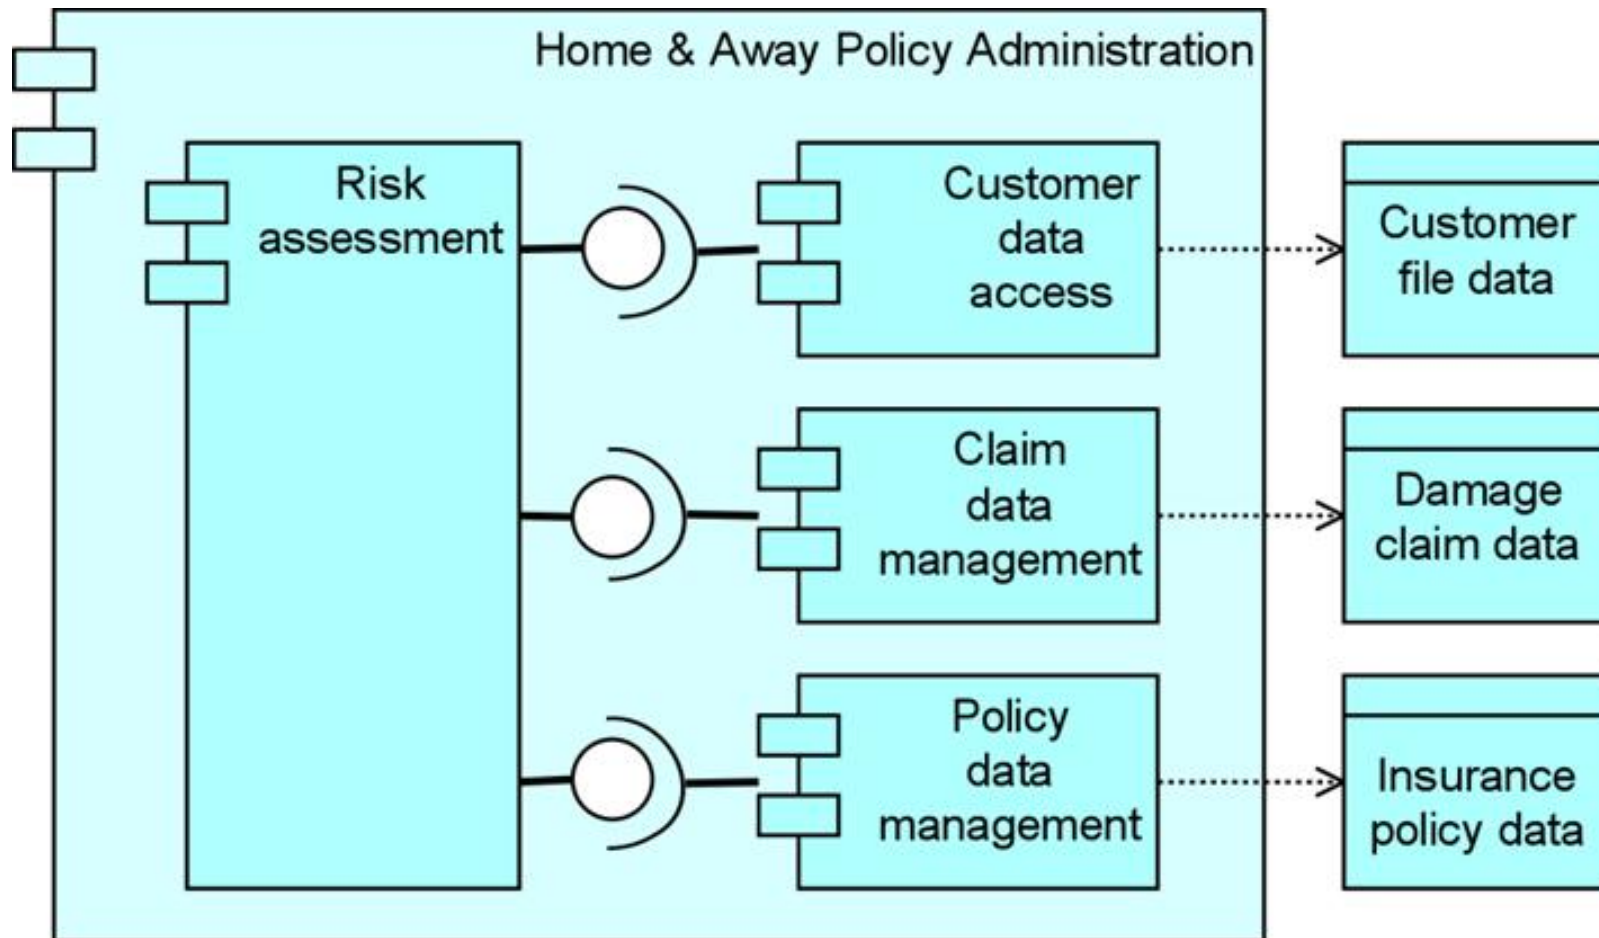 Home & Away Policy Administration
Risk
assessment
Customer
data
access
Customer
file data
Claim
data
management
Damage
claim data
Policy
data
management
Insurance
policy data